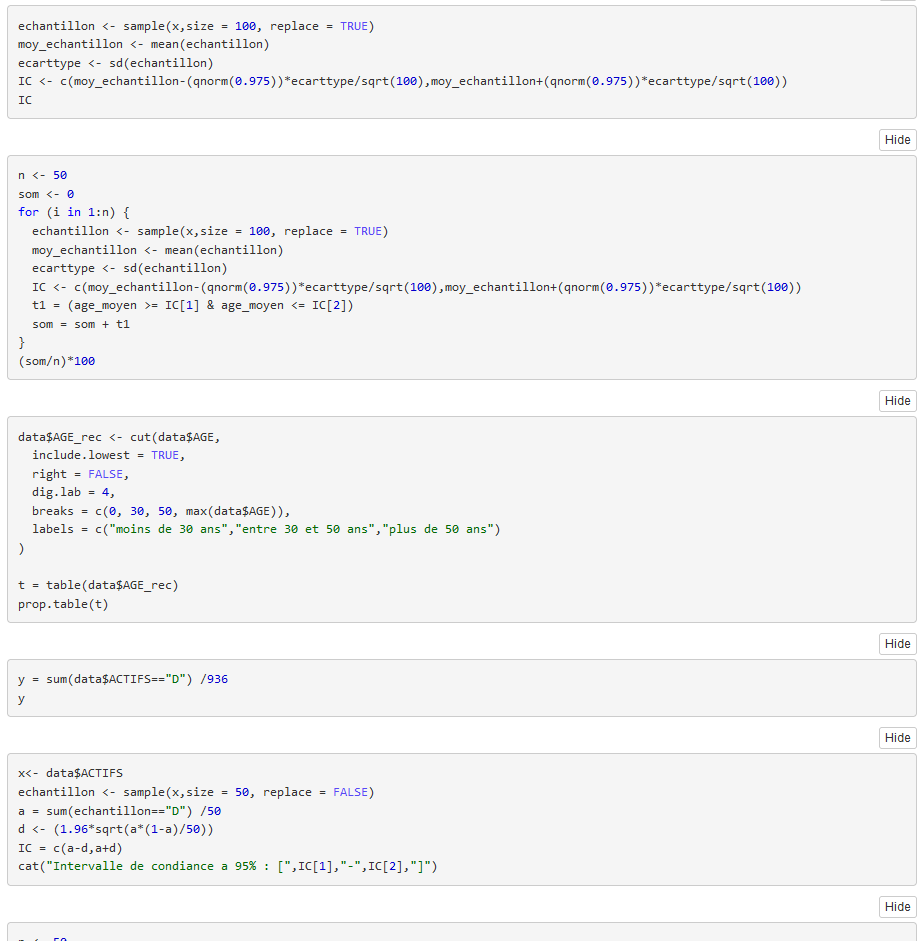 echantillon <- sample(x,size = 100, replace = TRUE)
moy_echantillon <- mean(echantillon)
ecarttype <- sd(echantillon)
IC <- c(moy_echantillon-(qnorm(0.975))*ecarttype/sqrt(100),moy_echantillon+(qnorm(0.975))*ecarttype/sqrt(100))
IC
Hide
n <- 50
som <- 0
for (i in 1:n) {
  echantillon <- sample(x,size = 100, replace = TRUE)
  moy_echantillon <- mean(echantillon)
  ecarttype <- sd(echantillon)
  IC <- c(moy_echantillon-(qnorm(0.975))*ecarttype/sqrt(100),moy_echantillon+(qnorm(0.975))*ecarttype/sqrt(100))
  t1 = (age_moyen >= IC[1] & age_moyen <= IC[2])
  som = som + t1
}
(som/n)*100
Hide
data$AGE_rec <- cut(data$AGE,
  include.lowest = TRUE,
  right = FALSE,
  dig.lab = 4,
  breaks = c(0, 30, 50, max(data$AGE)),
  labels = c("moins de 30 ans","entre 30 et 50 ans","plus de 50 ans")
)
t = table(data$AGE_rec)
prop.table(t)
Hide
y = sum(data$ACTIFS=="D") /936
y
Hide
x<- data$ACTIFS
echantillon <- sample(x,size = 50, replace = FALSE)
a = sum(echantillon=="D") /50
d <- (1.96*sqrt(a*(1-a)/50))
IC = c(a-d,a+d)
cat("Intervalle de condiance a 95% : [",IC[1],"-",IC[2],"]")
Hide